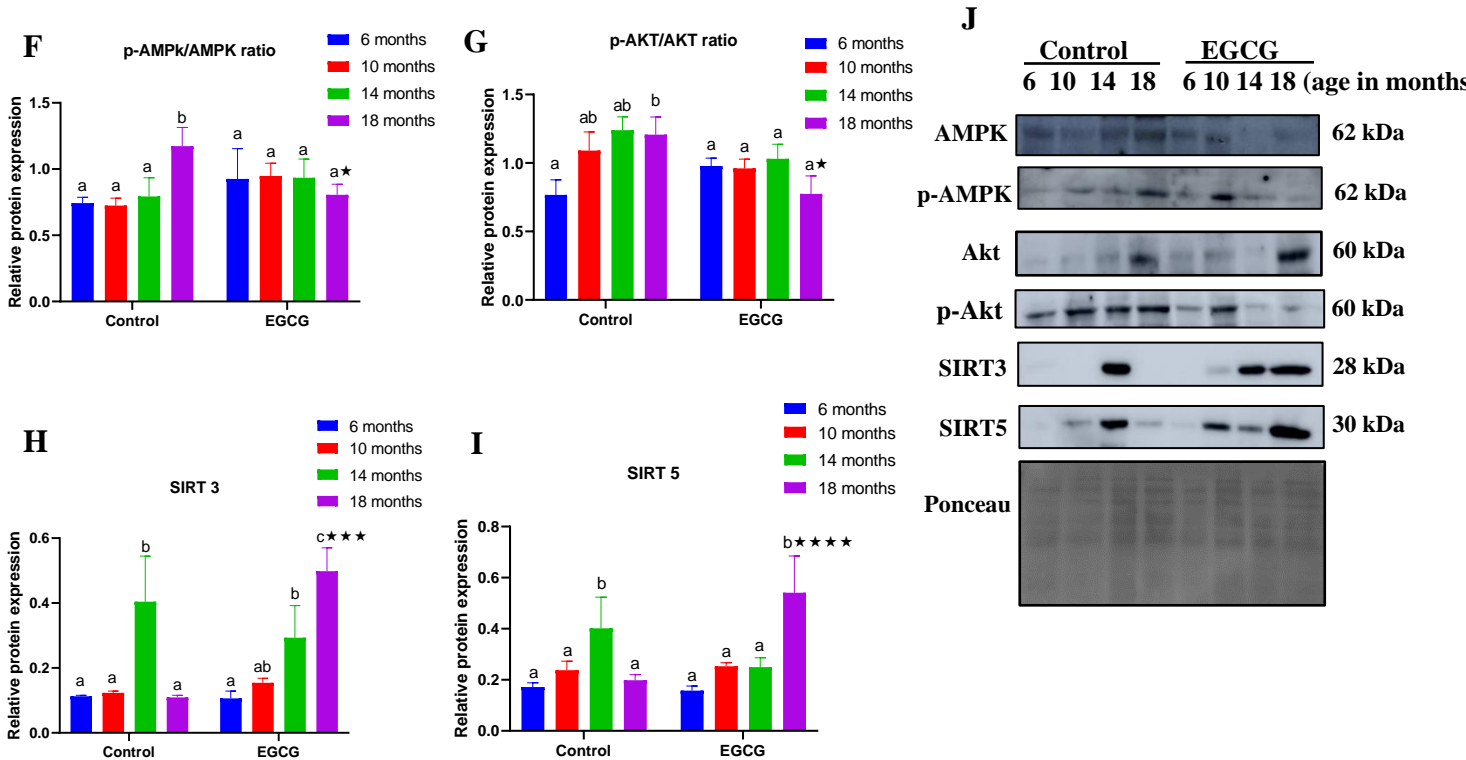 F
p-AMPk/AMPK ratio
6 months
10 months
14 months
18 months
Relative protein expression
1.5
1.0
0.5
0.0
a
a
a
b
a
a
a
a★
Control
EGCG
G
p-AKT/AKT ratio
6 months
10 months
14 months
18 months
Relative protein expression
1.5
1.0
0.5
0.0
a
ab
ab
b
a
a
a
a★
Control
EGCG
H
SIRT 3
6 months
10 months
14 months
18 months
Relative protein expression
0.6
0.4
0.2
0.0
a
a
b
a
a
ab
b
c★★★
Control
EGCG
I
SIRT 5
6 months
10 months
14 months
18 months
Relative protein expression
0.8
0.6
0.4
0.2
0.0
a
a
b
a
a
a
a
b★★★★
Control
EGCG
J
Control EGCG
6 10 14 18 6 10 14 18 (age in months
AMPK 62 kDa
p-AMPK 62 kDa
Akt 60 kDa
p-Akt 60 kDa
SIRT3 28 kDa
SIRT5 30 kDa
Ponceau